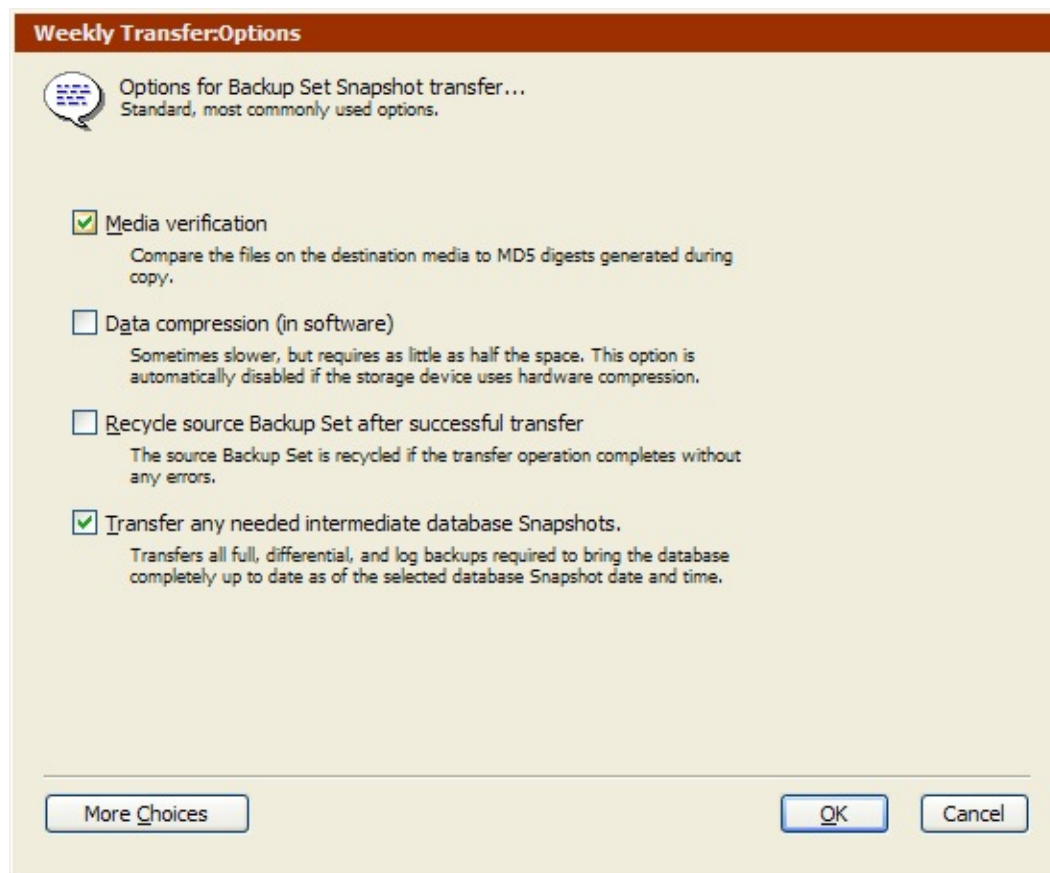 Weekly Transfer:Options
Options for Backup Set Snapshot transfer...
Standard, most commonly used options.
Media verification
Compare the files on the destination media to MD5 digests generated during
copy.
Data compression (in software)
Sometimes slower, but requires as little as half the space. This option is
automatically disabled if the storage device uses hardware compression.
Recycle source Backup Set after successful transfer
The source Backup Set is recycled if the transfer operation completes without
any errors.
Transfer any needed intermediate database Snapshots.
Transfers all full, differential, and log backups required to bring the database
completely up to date as of the selected database Snapshot date and time.
More Choices
OK
Cancel